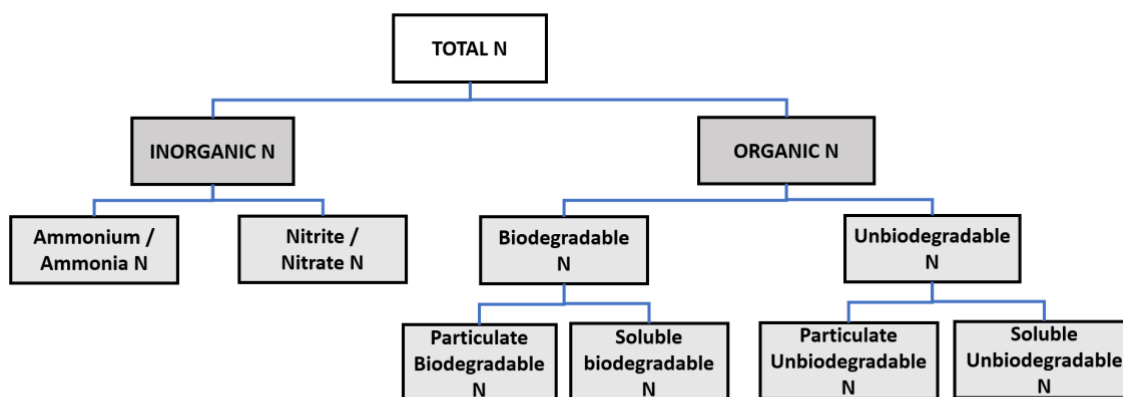 TOTAL N
INORGANIC N
ORGANIC N
Ammonium /
Ammonia N
Nitrite /
Nitrate N
Biodegradable
N
Unbiodegradable
N
Particulate
Biodegradable
N
Soluble
biodegradable
N
Particulate
Unbiodegradable
N
Soluble
Unbiodegradable
N